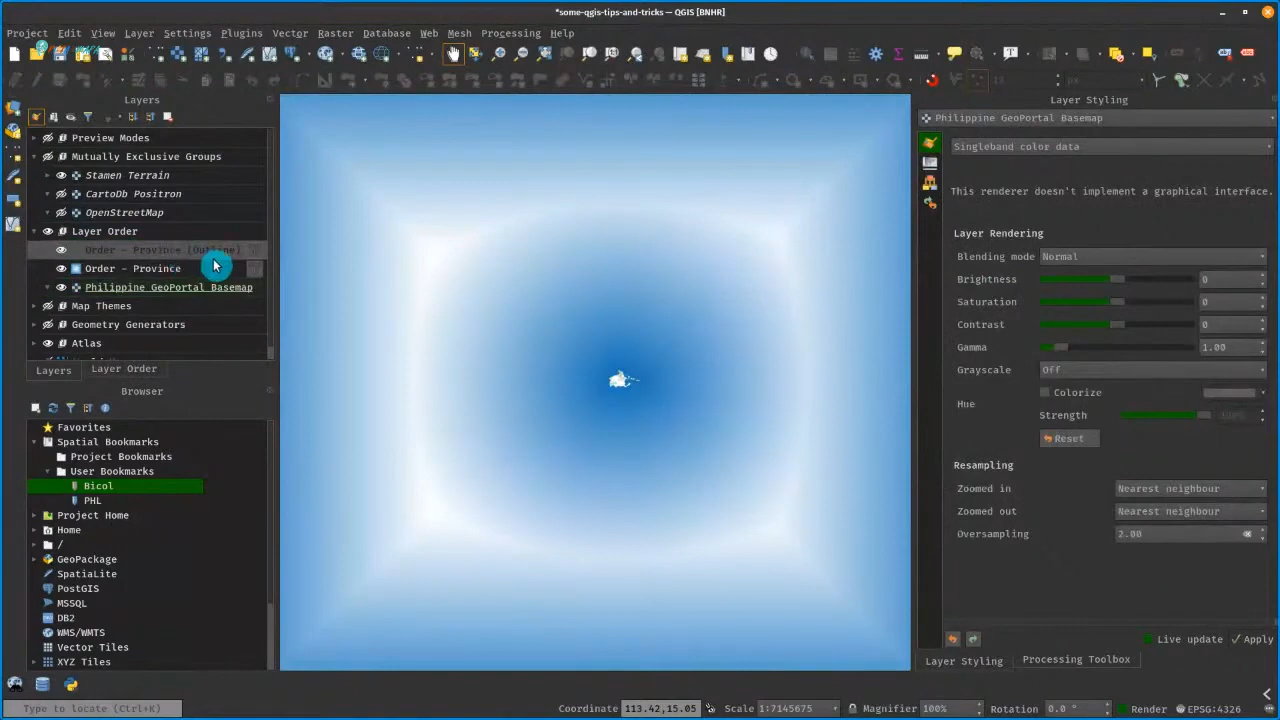 *some-qgis-tips-and-tricks — QGIS [BNHR]
Project Edit View Layer Settings Plugins Vector Raster Database Web Mesh Processing Help
Layers
Preview Modes
Mutually Exclusive Groups
Stamen Terrain
CartoDb Positron
OpenStreetMap
Layer Order
Order - Province (Outline)
Order - Province
Philippine GeoPortal Basemap
Map Themes
Geometry Generators
Atlas
Layers Layer Order
Browser
Favorites
Spatial Bookmarks
Project Bookmarks
User Bookmarks
Bicol
PHL
Project Home
Home
/
GeoPackage
SpatiaLite
PostGIS
MSSQL
DB2
WMS/WMTS
Vector Tiles
XYZ Tiles
Layer Styling
Philippine GeoPortal Basemap
Singleband color data
This renderer doesn't implement a graphical interface.
Layer Rendering
Blending mode Normal
Brightness 0
Saturation 0
Contrast 0
Gamma 1.00
Grayscale Off
Colorize
Hue
Strength
Reset
Resampling
Zoomed in Nearest neighbour
Zoomed out Nearest neighbour
Oversampling 2.00
Live update Apply
Layer Styling Processing Toolbox
Type to locate (Ctrl+K) Coordinate 113.42,15.05 Scale 1:7145675 Magnifier 100% Rotation 0.0 ° Render EPSG:4326